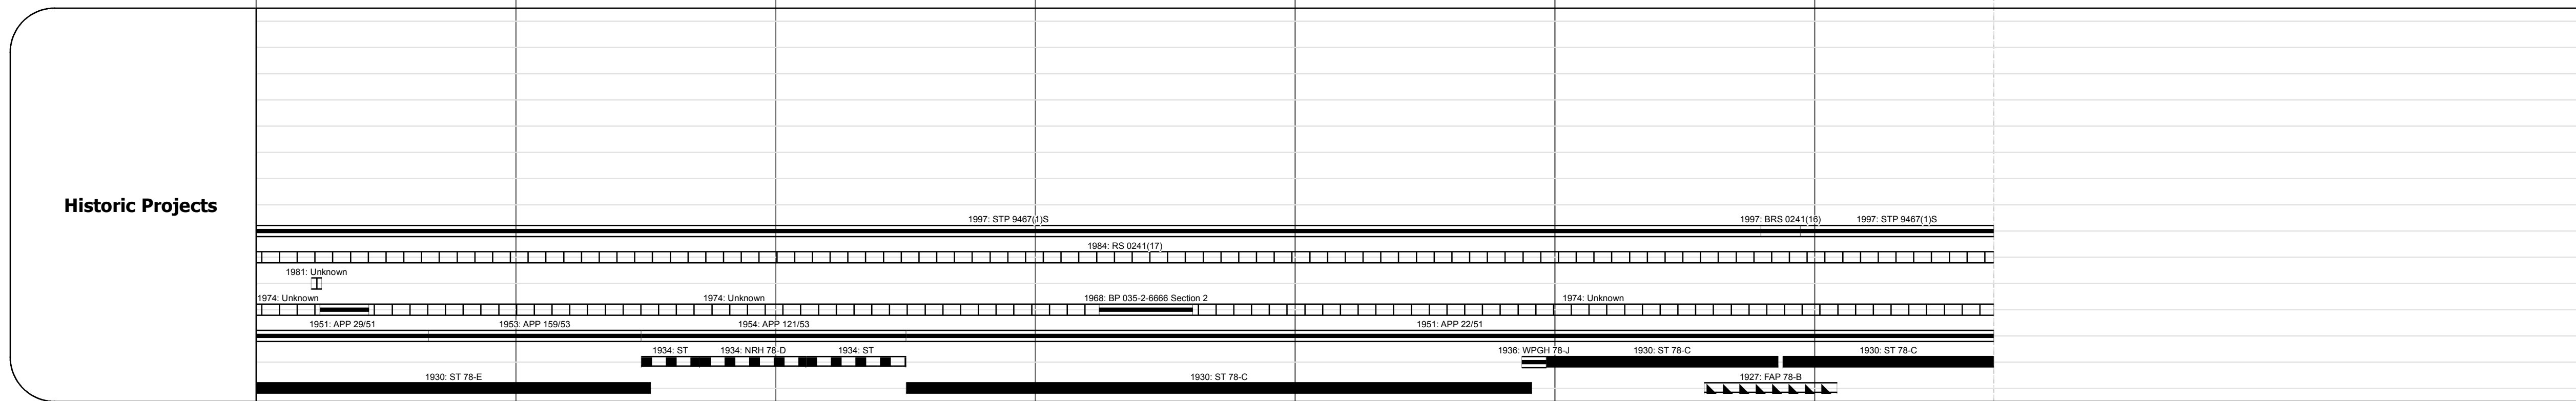 Historic Projects
1997: STP 9467(1)S 1997: BRS 0241(16) 1997: STP 9467(1)S
1984: RS 0241(17)
1981: Unknown
1974: Unknown 1974: Unknown 1968: BP 035-2-6666 Section 2 1974: Unknown
1951: APP 29/51 1953: APP 159/53 1954: APP 121/53 1951: APP 22/51
1934: ST 1934: NRH 78-D 1934: ST 1936: WPGH 78-J 1930: ST 78-C 1930: ST 78-C
1930: ST 78-E 1930: ST 78-C 1927: FAP 78-B